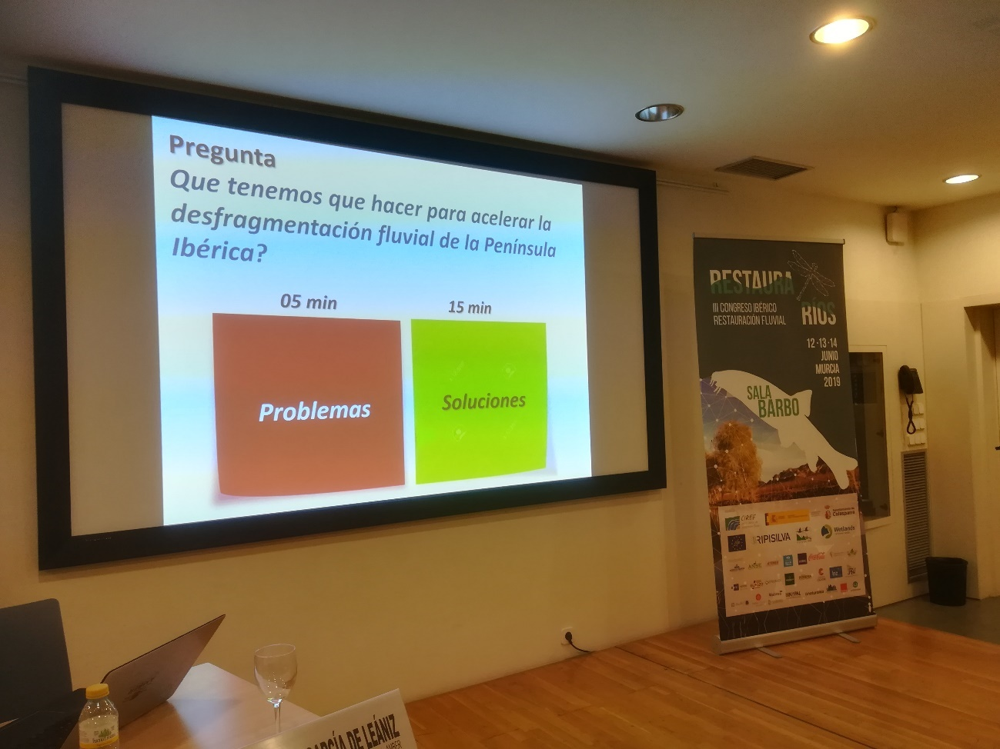 Pregunta
Que tenemos que hacer para acelerar la
desfragmentación fluvial de la Península
Ibérica?
05 min
15 min
Problemas
Soluciones
RESTAURA
RÍOS
III CONGRESO IBÉRICO
RESTAURACIÓN FLUVIAL
12·13·14
JUNIO
MURCIA
2019
SALA
BARBO
CIREF
Calasparra
RIPISILVA
Wetlands
GARCÍA DE LEÁNIZ